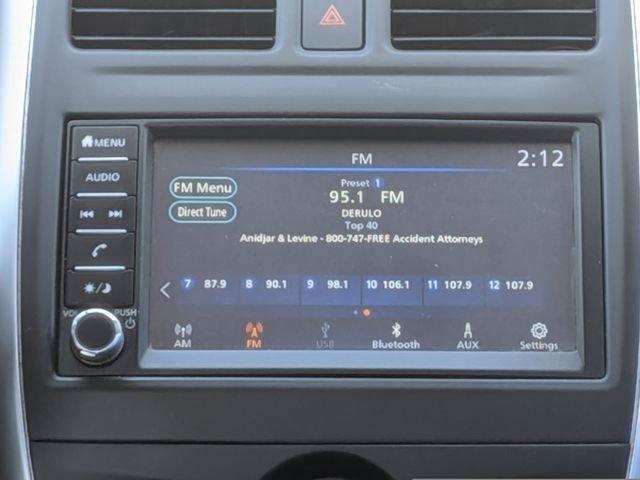 MENU
AUDIO
VOL PUSH
FM
2:12
FM Menu
Direct Tune
Preset 1
95.1 FM
DERULO
Top 40
Anidjar & Levine - 800-747-FREE Accident Attorneys
7 87.9 8 90.1 9 98.1 10 106.1 11 107.9 12 107.9
AM FM USB Bluetooth AUX Settings